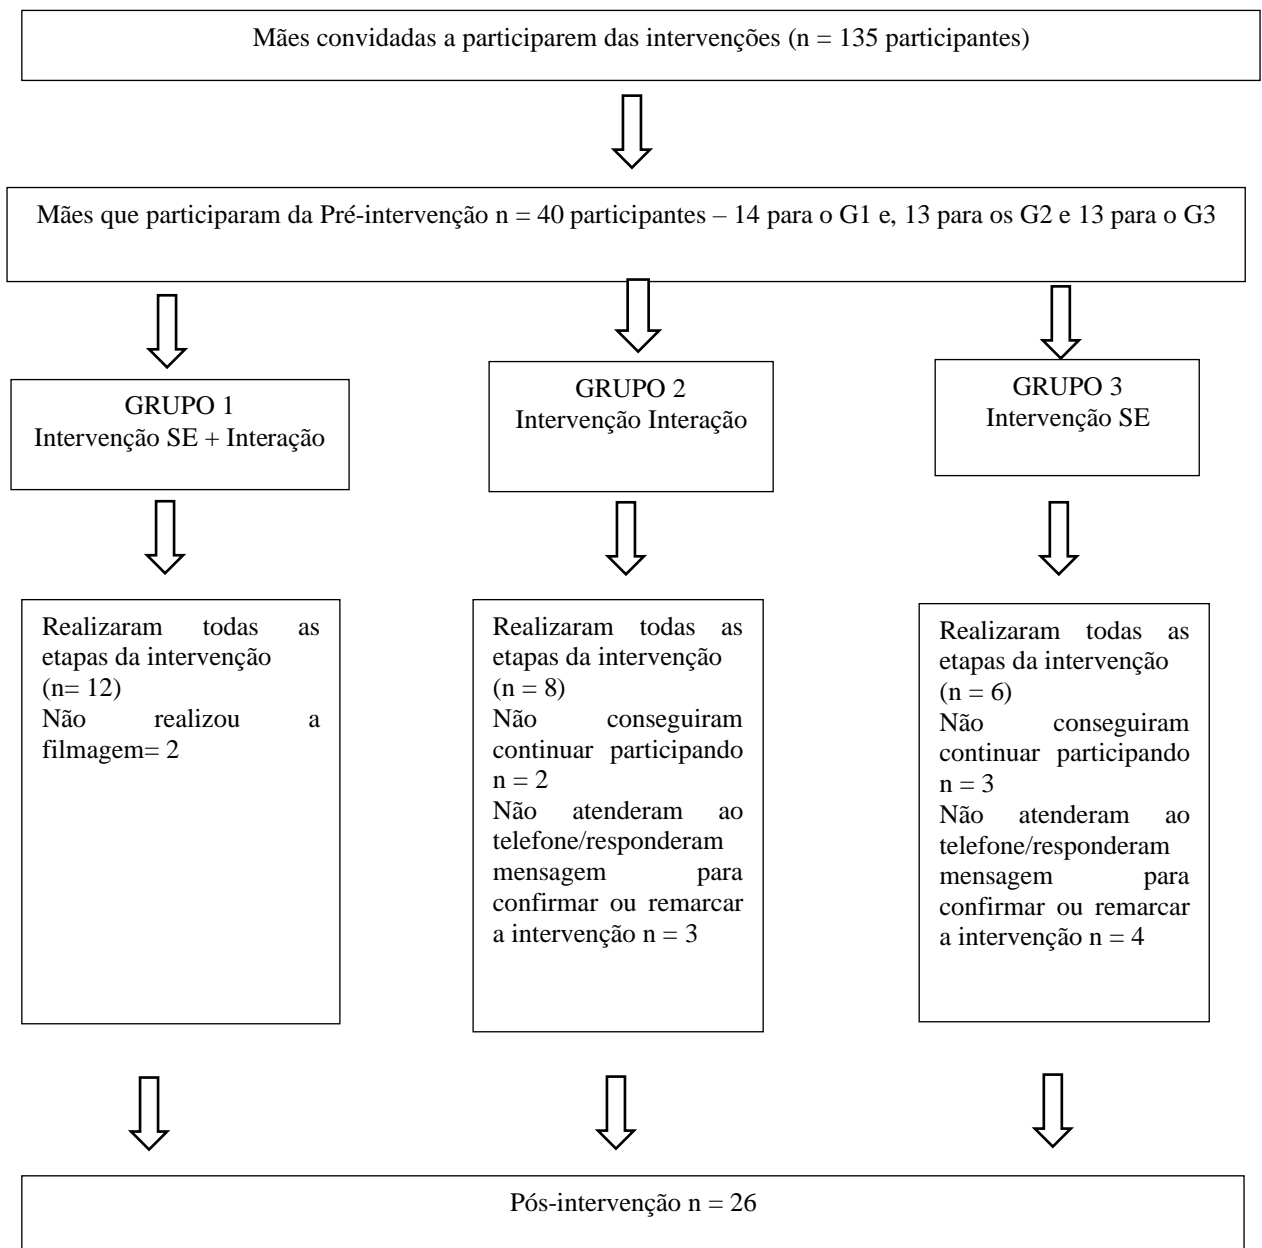 Mães convidadas a participarem das intervenções (n = 135 participantes)
Mães que participaram da Pré-intervenção n = 40 participantes – 14 para o G1 e, 13 para os G2 e 13 para o G3
GRUPO 1
Intervenção SE + Interação
GRUPO 2
Intervenção Interação
GRUPO 3
Intervenção SE
Realizaram todas as
etapas da intervenção
(n= 12)
Não realizou a
filmagem= 2
Realizaram todas as
etapas da intervenção
(n = 8)
Não conseguiram
continuar participando
n = 2
Não atenderam ao
telefone/responderam
mensagem para
confirmar ou remarcar
a intervenção n = 3
Realizaram todas as
etapas da intervenção
(n = 6)
Não conseguiram
continuar participando
n = 3
Não atenderam ao
telefone/responderam
mensagem para
confirmar ou remarcar
a intervenção n = 4
Pós-intervenção n = 26